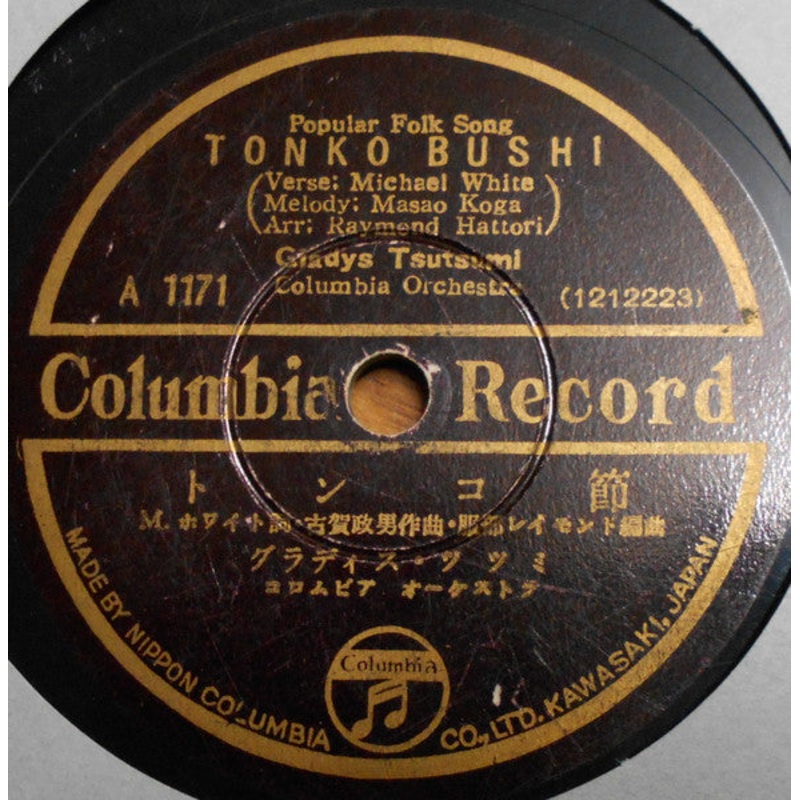 Popular Folk Song
TONKO BUSHI
(Verse: Michael White
Melody: Masao Koga
Arr: Raymond Hattori)
Gladys Tsutsumi
A 1171 Columbia Orchestra (1212223)
Columbia Record
トンコ節
M. ホワイト詞・古賀政男作曲・服部レイモンド編曲
グラディス・ツツミ
コロムビア オーケストラ
Columbia
MADE BY NIPPON COLUMBIA CO., LTD. KAWASAKI, JAPAN